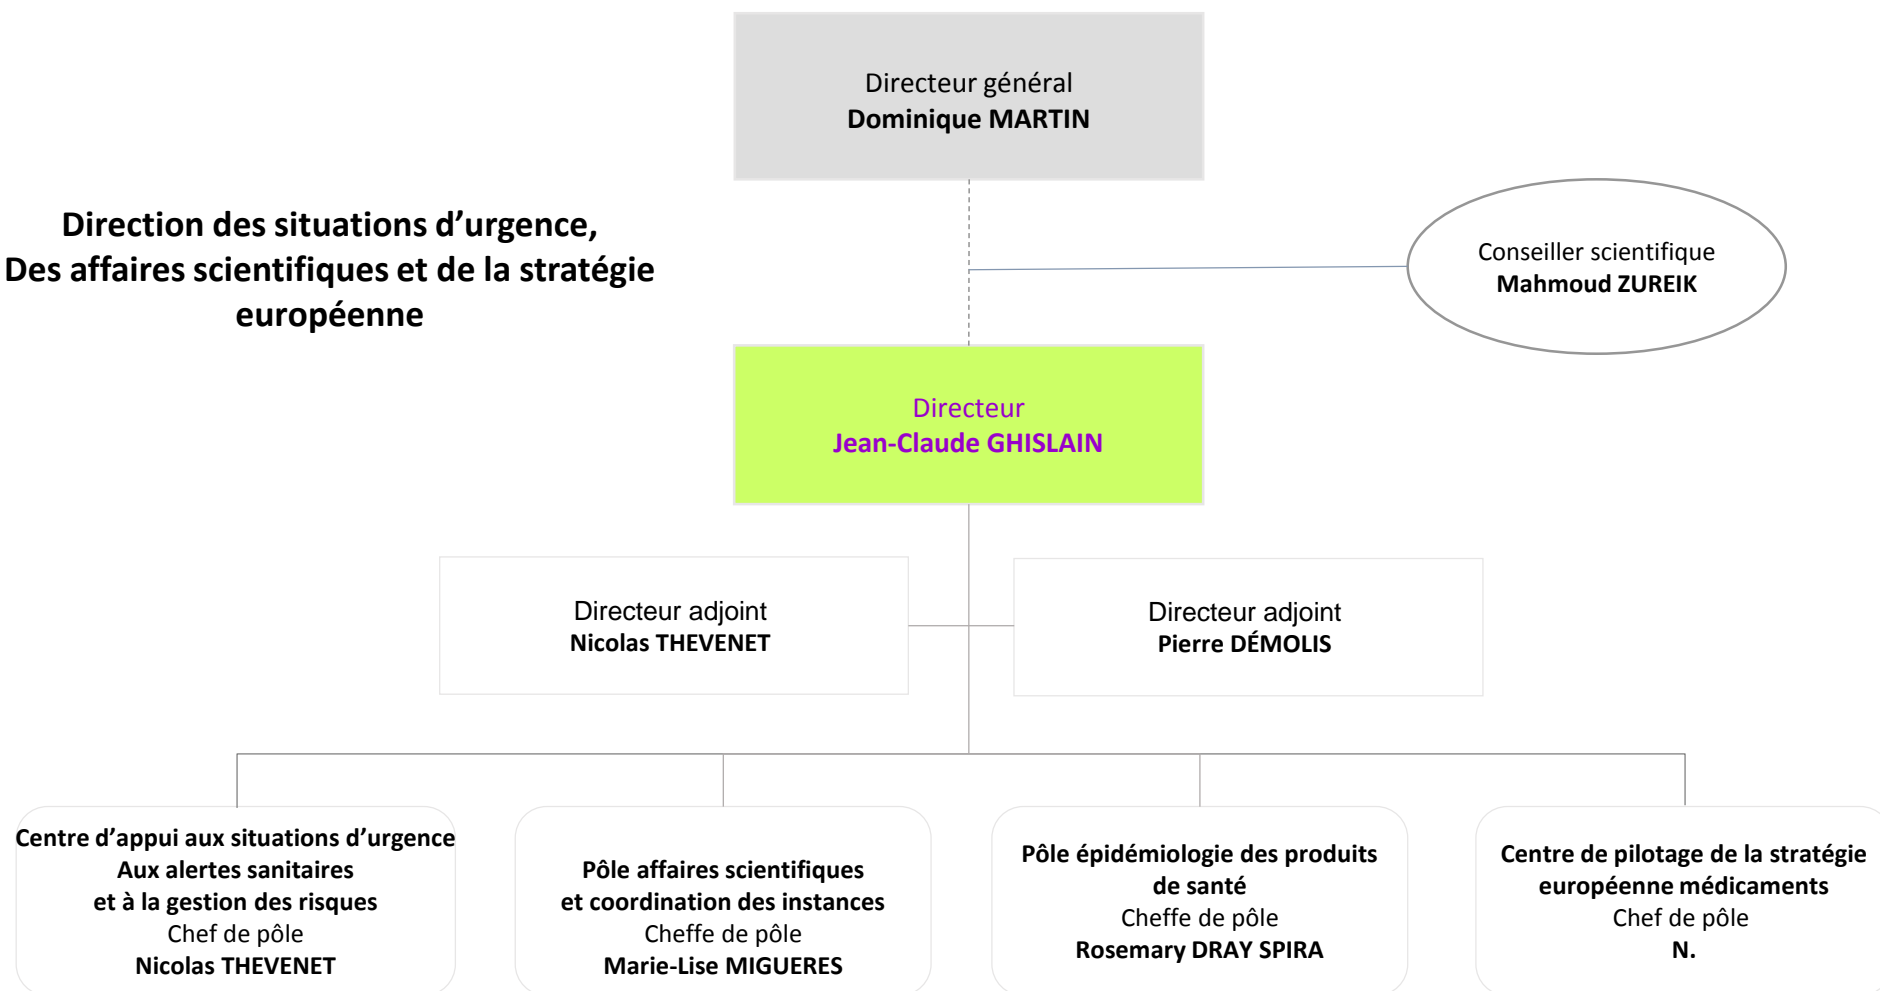 Directeur général
Dominique MARTIN
Direction des situations d’urgence,
Des affaires scientifiques et de la stratégie
européenne
Conseiller scientifique
Mahmoud ZUREIK
Directeur
Jean-Claude GHISLAIN
Directeur adjoint
Nicolas THEVENET
Directeur adjoint
Pierre DÉMOLIS
Centre d’appui aux situations d’urgence
Aux alertes sanitaires
et à la gestion des risques
Chef de pôle
Nicolas THEVENET
Pôle affaires scientifiques
et coordination des instances
Cheffe de pôle
Marie-Lise MIGUERES
Pôle épidémiologie des produits
de santé
Cheffe de pôle
Rosemary DRAY SPIRA
Centre de pilotage de la stratégie
européenne médicaments
Chef de pôle
N.